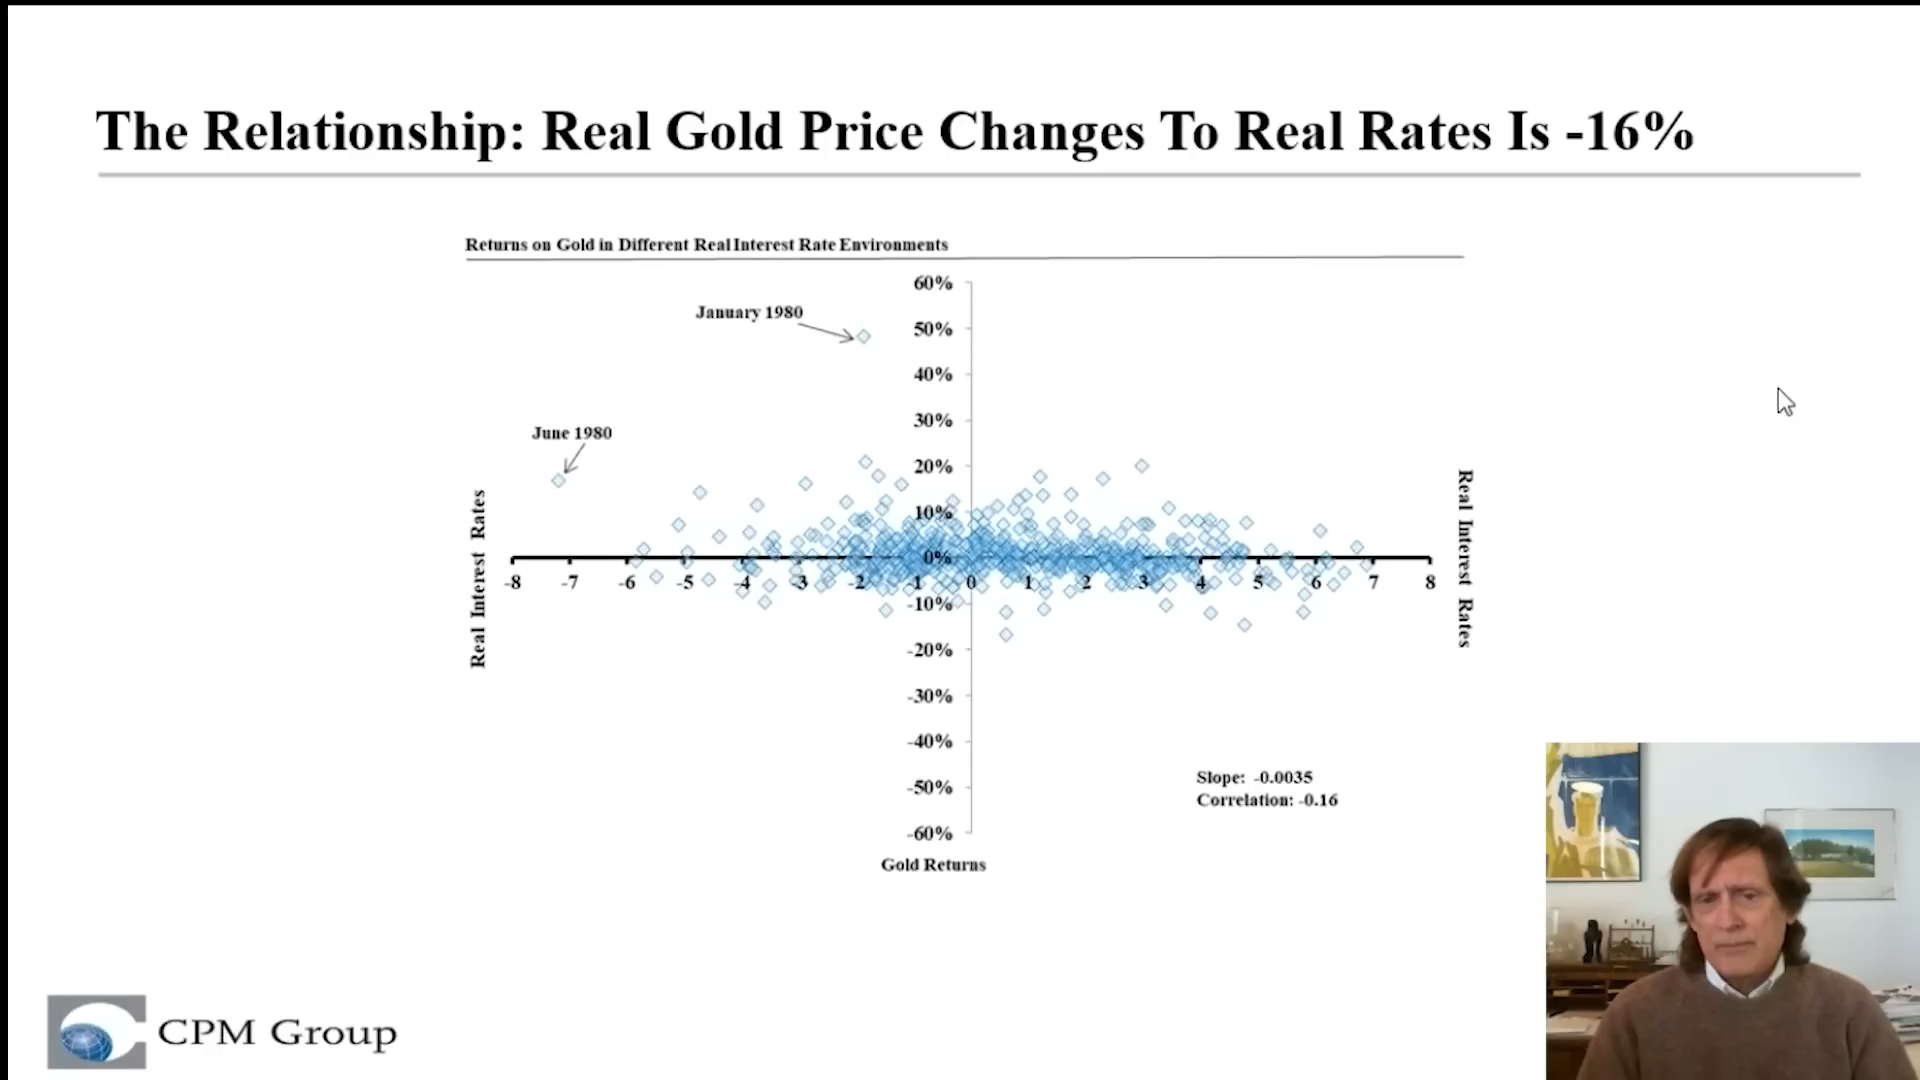 The Relationship: Real Gold Price Changes To Real Rates Is -16%
Returns on Gold in Different Real Interest Rate Environments
60%
January 1980
50%
40%
30%
June 1980
20%
10%
0%
-8 -7 -6 -5 -4 -3 -2 -1 0 1 2 3 4 5 6 7 8
-10%
-20%
-30%
-40%
-50%
-60%
Real Interest Rates
Real Interest Rates
Slope: -0.0035
Correlation: -0.16
Gold Returns
CPM Group